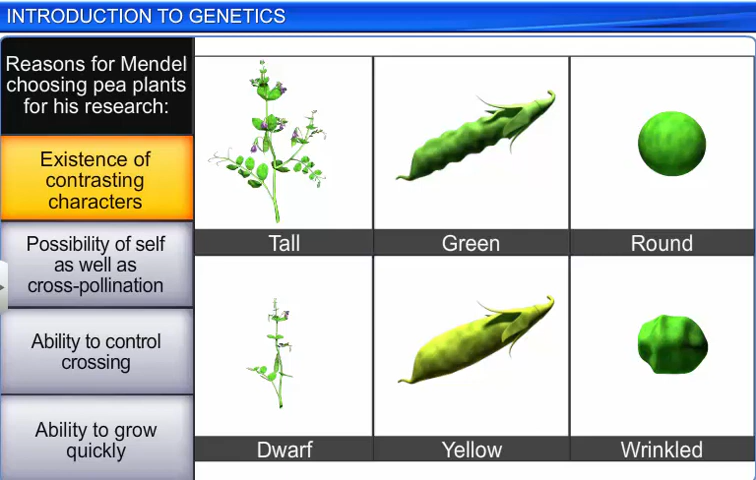 INTRODUCTION TO GENETICS
Reasons for Mendel
choosing pea plants
for his research:
Existence of
contrasting
characters
Possibility of self
as well as
cross-pollination
Ability to control
crossing
Ability to grow
quickly
Tall
Green
Round
Dwarf
Yellow
Wrinkled